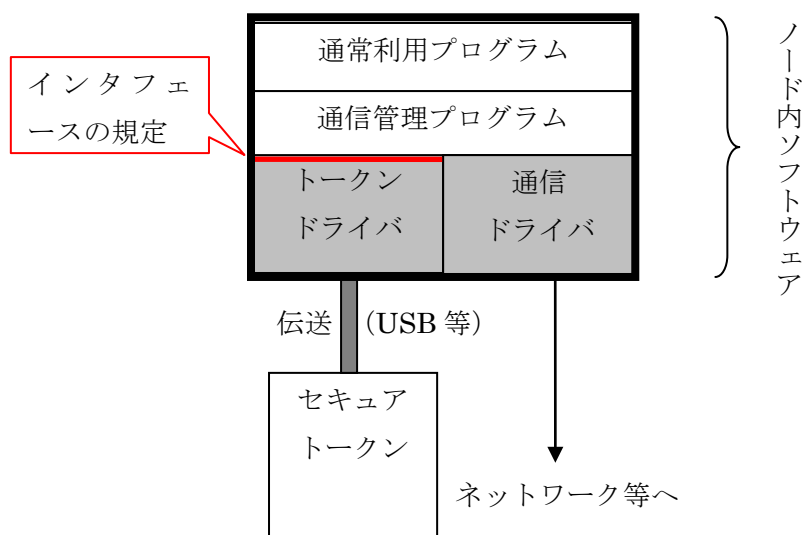 通常利用プログラム
インタフェ
ースの規定
通信管理プログラム
トークン
ドライバ
通信
ドライバ
ノード内ソフトウェア
伝送 (USB 等)
セキュア
トークン
ネットワーク等へ